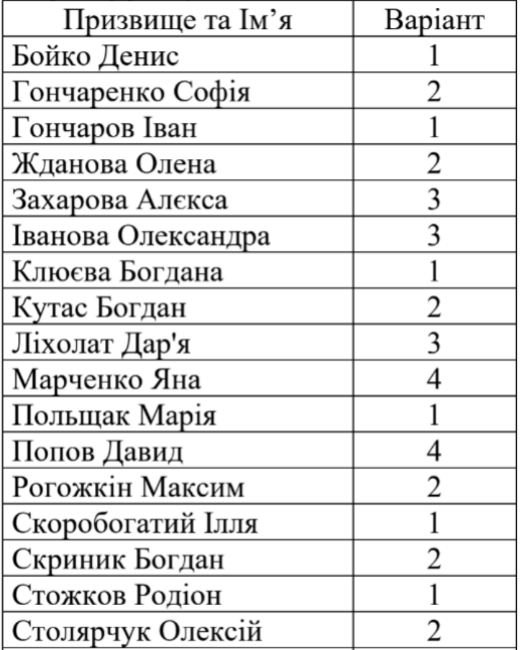 Призвище та Ім’я Варіант
Бойко Денис 1
Гончаренко Софія 2
Гончаров Іван 1
Жданова Олена 2
Захарова Алєкса 3
Іванова Олександра 3
Клюєва Богдана 1
Кутас Богдан 2
Ліхолат Дар'я 3
Марченко Яна 4
Польщак Марія 1
Попов Давид 4
Рогожкін Максим 2
Скоробогатий Ілля 1
Скриник Богдан 2
Стожков Родіон 1
Столярчук Олексій 2